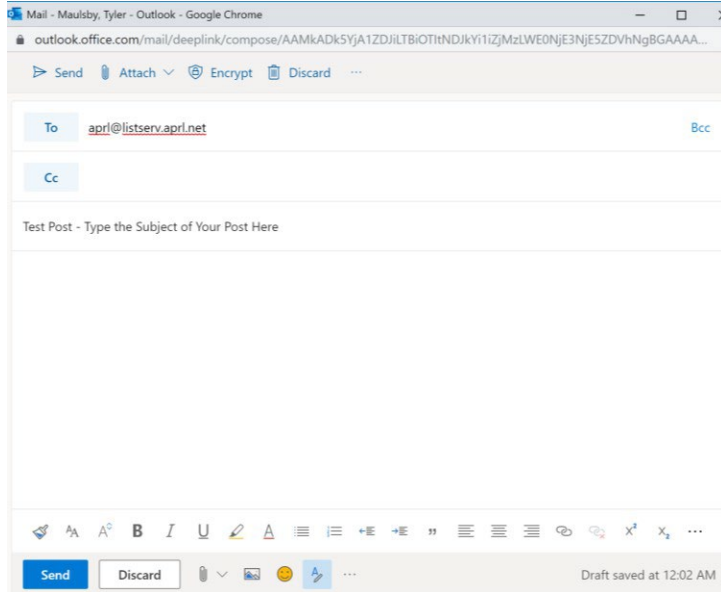 Mail - Maulsby, Tyler - Outlook - Google Chrome
outlook.office.com/mail/deeplink/compose/AAMkADk5YjA1ZDJiLTBiOTItNDJkYi1iZjMzLWE0NjE3NjE5ZDVhNgBGAAAA...
Send Attach Encrypt Discard ...
To aprl@listserv.aprl.net Bcc
Cc
Test Post - Type the Subject of Your Post Here
B I U A x² x₂ ...
Send Discard ... Draft saved at 12:02 AM